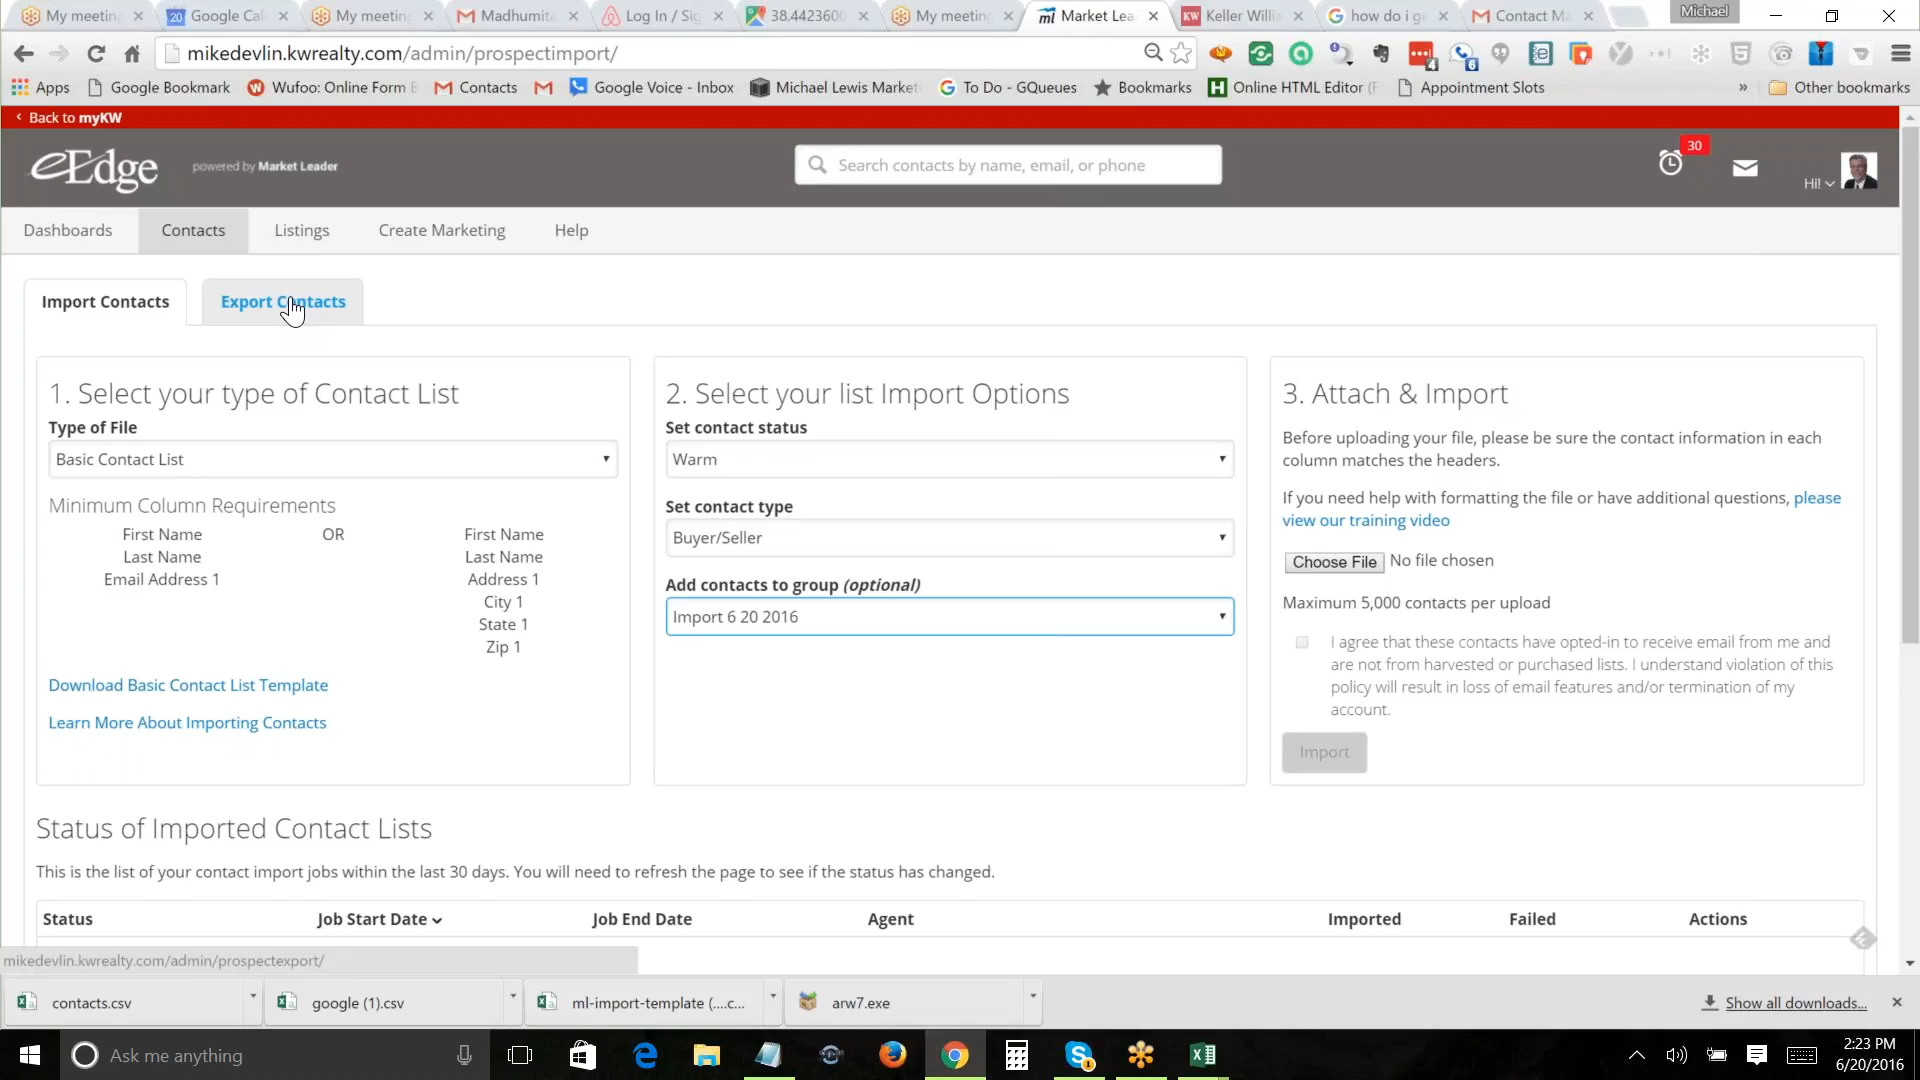 My meeting
Google Cal
My meeting
Madhumita
Log In / Sig
38.4423600
My meeting
Market Lea
Keller Willia
how do i g
Contact Ma
Michael
mikedevlin.kwrealty.com/admin/prospectimport/
Apps
Google Bookmark
Wufoo: Online Form
Contacts
Google Voice - Inbox
Michael Lewis Market
To Do - GQueues
Bookmarks
Online HTML Editor
Appointment Slots
» Other bookmarks
‹ Back to myKW
eEdge
powered by Market Leader
Search contacts by name, email, or phone
30
Hi!
Dashboards
Contacts
Listings
Create Marketing
Help
Import Contacts
Export Contacts
1. Select your type of Contact List
Type of File
Basic Contact List
Minimum Column Requirements
First Name OR First Name
Last Name Last Name
Email Address 1 Address 1
City 1
State 1
Zip 1
Download Basic Contact List Template
Learn More About Importing Contacts
2. Select your list Import Options
Set contact status
Warm
Set contact type
Buyer/Seller
Add contacts to group (optional)
Import 6 20 2016
3. Attach & Import
Before uploading your file, please be sure the contact information in each
column matches the headers.
If you need help with formatting the file or have additional questions, please
view our training video
Choose File No file chosen
Maximum 5,000 contacts per upload
I agree that these contacts have opted-in to receive email from me and
are not from harvested or purchased lists. I understand violation of this
policy will result in loss of email features and/or termination of my
account.
Import
Status of Imported Contact Lists
This is the list of your contact import jobs within the last 30 days. You will need to refresh the page to see if the status has changed.
Status Job Start Date Job End Date Agent Imported Failed Actions
mikedevlin.kwrealty.com/admin/prospectexport/
contacts.csv
google (1).csv
ml-import-template (....c...
arw7.exe
Show all downloads...
Ask me anything
2:23 PM
6/20/2016